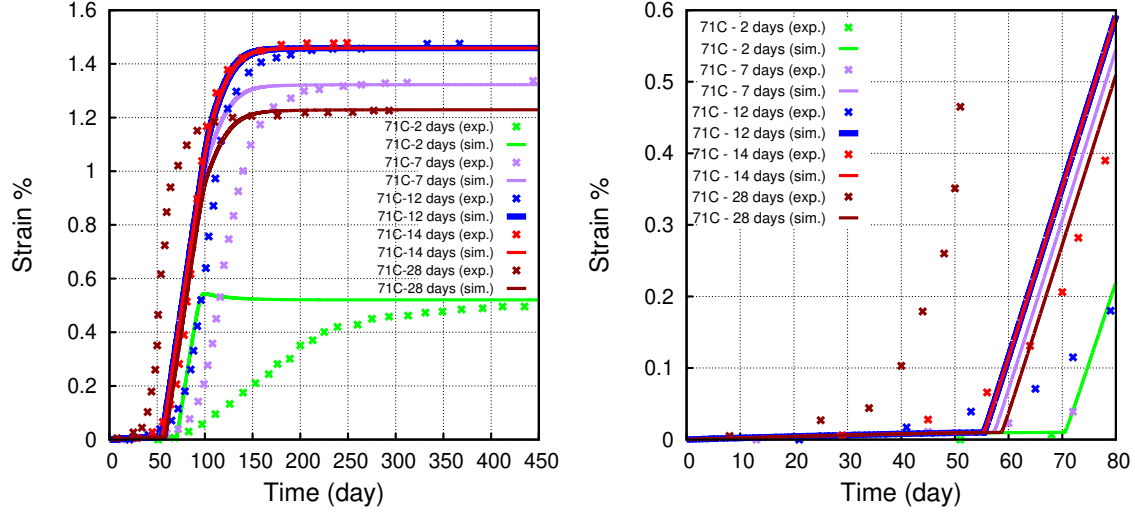 1.6
1.4
1.2
1
0.8
0.6
0.4
0.2
0
Strain %
0 50 100 150 200 250 300 350 400 450
Time (day)
71C-2 days (exp.)
71C-2 days (sim.)
71C-7 days (exp.)
71C-7 days (sim.)
71C-12 days (exp.)
71C-12 days (sim.)
71C-14 days (exp.)
71C-14 days (sim.)
71C-28 days (exp.)
71C-28 days (sim.)
0.6
0.5
0.4
0.3
0.2
0.1
0
Strain %
0 10 20 30 40 50 60 70 80
Time (day)
71C - 2 days (exp.)
71C - 2 days (sim.)
71C - 7 days (exp.)
71C - 7 days (sim.)
71C - 12 days (exp.)
71C - 12 days (sim.)
71C - 14 days (exp.)
71C - 14 days (sim.)
71C - 28 days (exp.)
71C - 28 days (sim.)